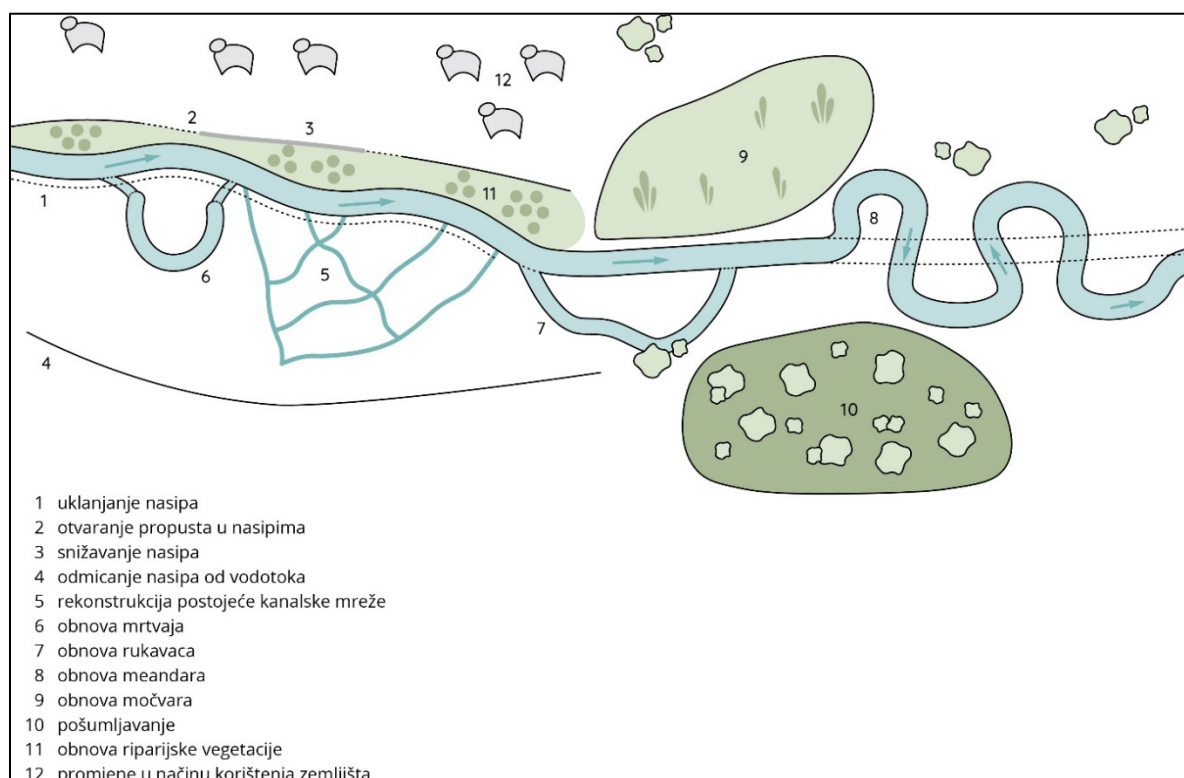 12
2
3
9
11
1
8
6
5
7
4
10
1 uklanjanje nasipa
2 otvaranje propusta u nasipima
3 snižavanje nasipa
4 odmicanje nasipa od vodotoka
5 rekonstrukcija postojeće kanalske mreže
6 obnova mrtvaja
7 obnova rukavaca
8 obnova meandara
9 obnova močvara
10 pošumljavanje
11 obnova riparijske vegetacije
12 promjene u načinu korištenja zemljišta